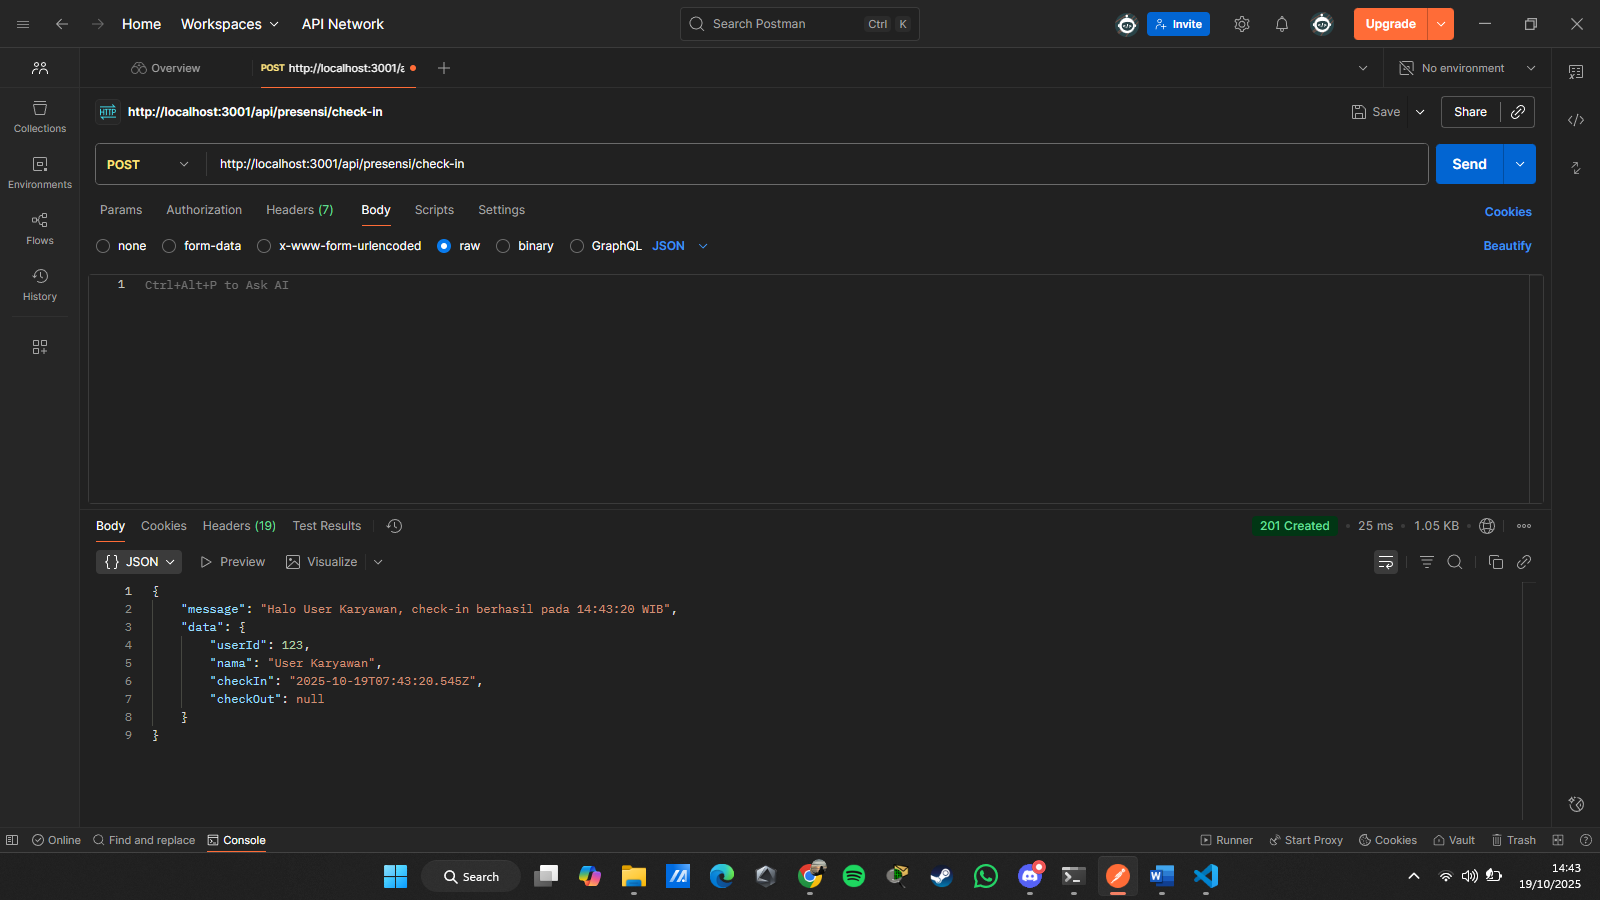 Home Workspaces API Network Search Postman Ctrl K Invite Upgrade
Overview POST http://localhost:3001/a No environment
HTTP http://localhost:3001/api/presensi/check-in Save Share
POST http://localhost:3001/api/presensi/check-in Send
Params Authorization Headers (7) Body Scripts Settings Cookies
none form-data x-www-form-urlencoded raw binary GraphQL JSON Beautify
1 Ctrl+Alt+P to Ask AI
Collections
Environments
Flows
History
Body Cookies Headers (19) Test Results 201 Created 25 ms 1.05 KB
{} JSON Preview Visualize
1 {
2 "message": "Halo User Karyawan, check-in berhasil pada 14:43:20 WIB",
3 "data": {
4 "userId": 123,
5 "nama": "User Karyawan",
6 "checkIn": "2025-10-19T07:43:20.545Z",
7 "checkOut": null
8 }
9 }
Online Find and replace Console Runner Start Proxy Cookies Vault Trash
Search
14:43
19/10/2025